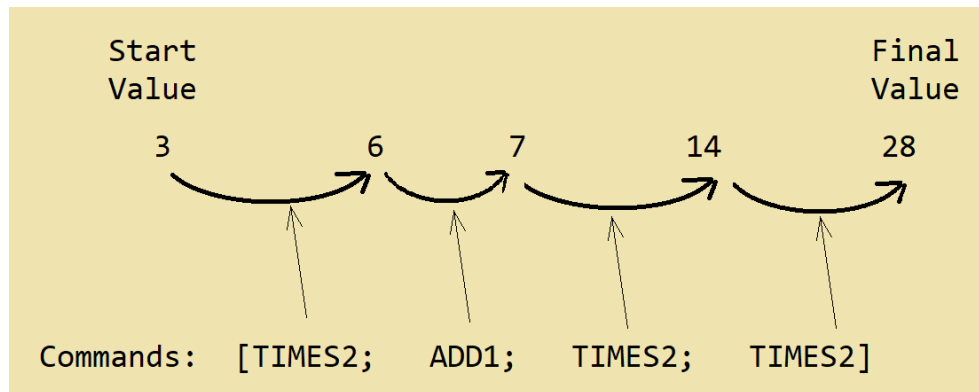 Start Final
Value Value
3 6 7 14 28
Commands: [TIMES2; ADD1; TIMES2; TIMES2]